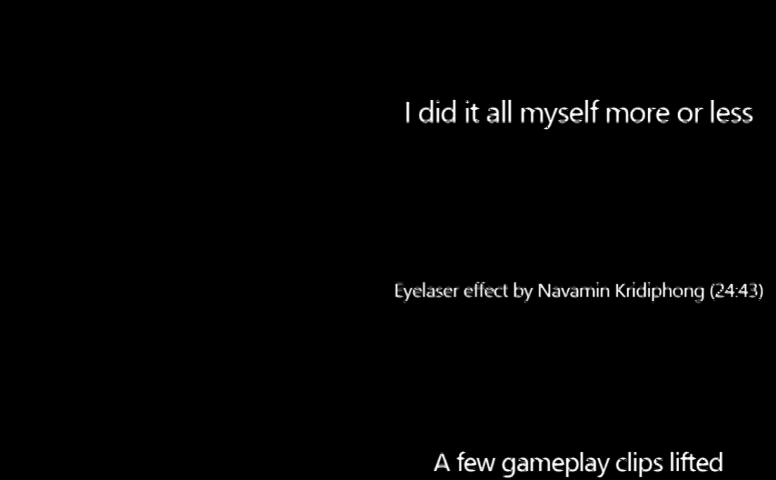 I did it all myself more or less
Eyelaser effect by Navamin Kridiphong (24:43)
A few gameplay clips lifted